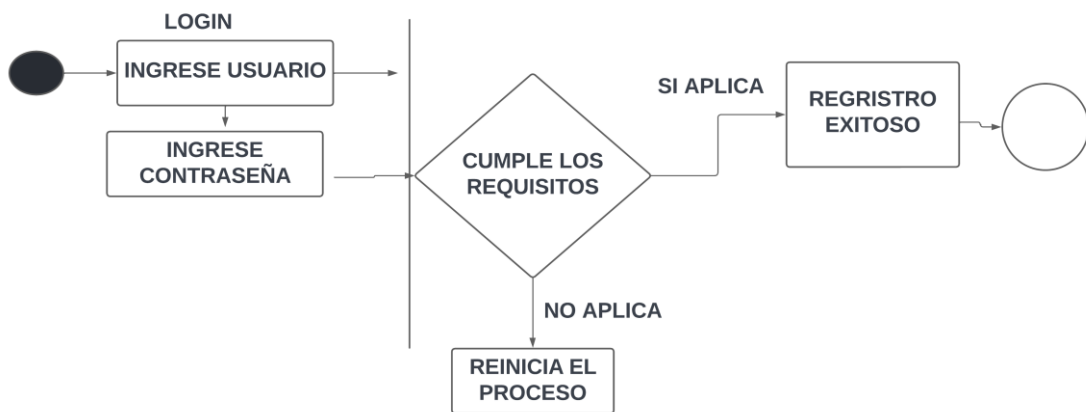 LOGIN
INGRESE USUARIO
INGRESE
CONTRASEÑA
CUMPLE LOS
REQUISITOS
SI APLICA
REGRISTRO
EXITOSO
NO APLICA
REINICIA EL
PROCESO